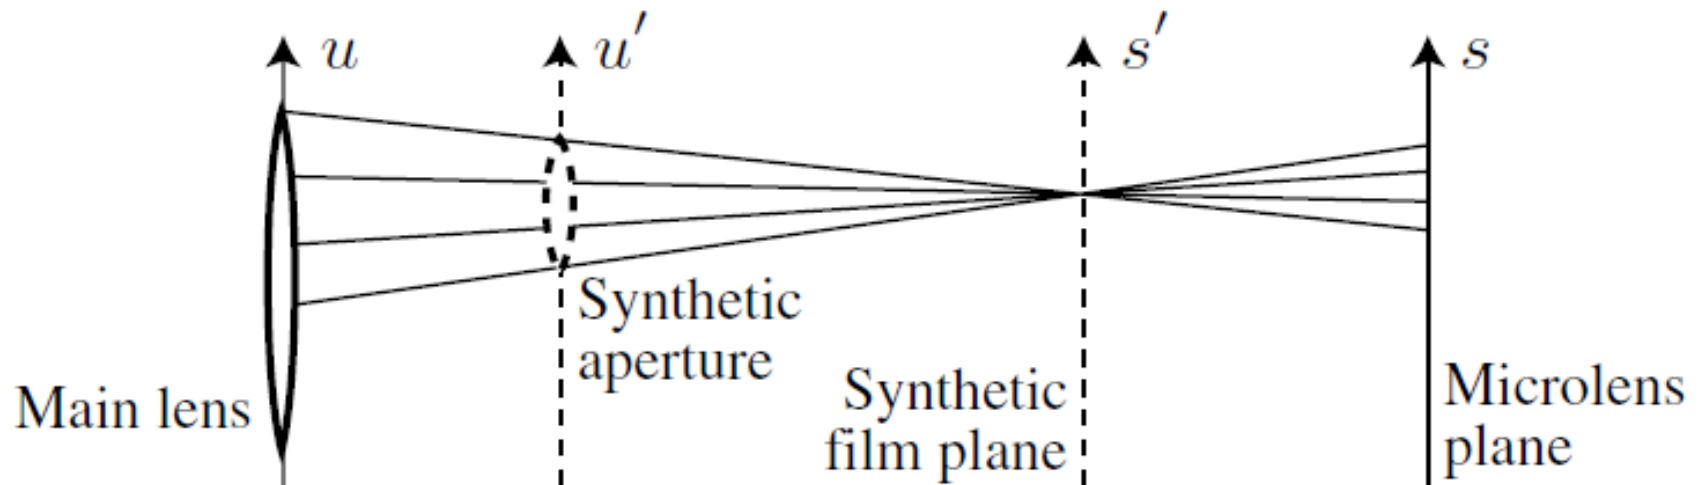 u
u′
s′
s
Synthetic
aperture
Main lens
Synthetic
film plane
Microlens
plane